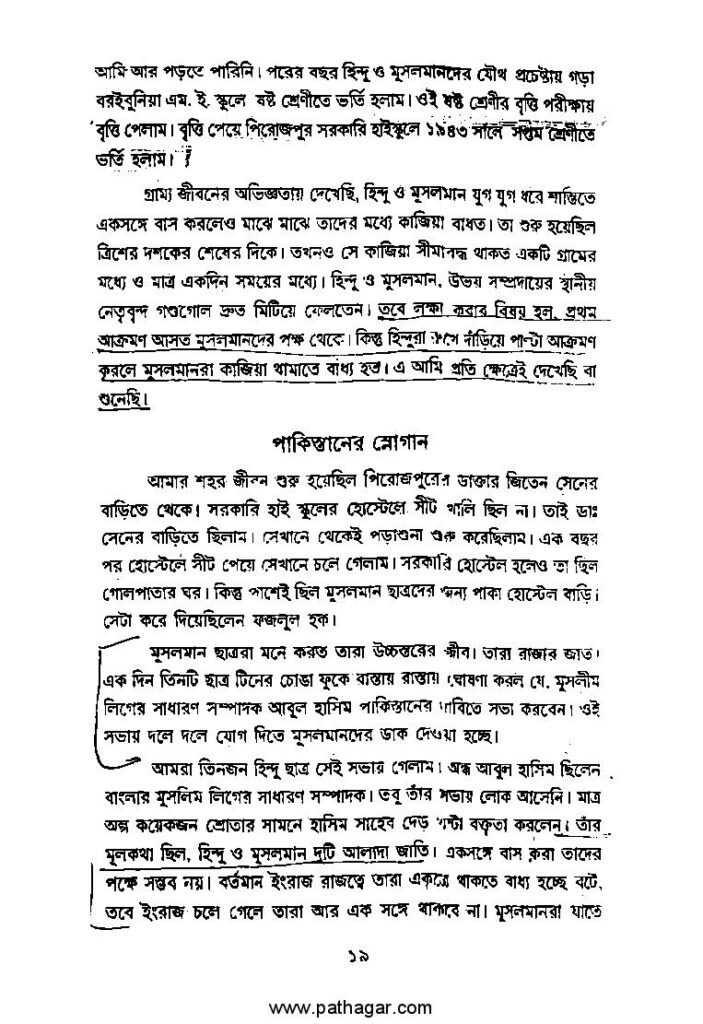 আমি আর পড়তে পারিনি। পরের বছর হিন্দু ও মুসলমানদের যৌথ প্রচেষ্টায় গড়া
বরইবুনিয়া এম. ই. স্কুলে ষষ্ট শ্রেণীতে ভর্তি হলাম। ওই ষষ্ট শ্রেণীর বৃত্তি পরীক্ষায়
বৃত্তি পেলাম। বৃত্তি পেয়ে পিরোজপুর সরকারি হাইস্কুলে ১৯৪৩ সালে সপ্তম শ্রেণীতে
ভর্তি হলাম।
গ্রাম্য জীবনের অভিজ্ঞতায় দেখেছি, হিন্দু ও মুসলমান যুগ যুগ ধরে শান্তিতে
একসঙ্গে বাস করলেও মাঝে মাঝে তাদের মধ্যে কাজিয়া বাধত। তা শুরু হয়েছিল
ত্রিশের দশকের শেষের দিকে। তখনও সে কাজিয়া সীমাবদ্ধ থাকত একটি গ্রামের
মধ্যে ও মাত্র একদিন সময়ের মধ্যে। হিন্দু ও মুসলমান, উভয় সম্প্রদায়ের স্থানীয়
নেতৃবৃন্দ গণ্ডগোল দ্রুত মিটিয়ে ফেলতেন। তবে লক্ষ্য করার বিষয় হল, প্রথম
আক্রমণ আসত মুসলমানদের পক্ষ থেকে। কিন্তু হিন্দুরা রুখে দাঁড়িয়ে পাল্টা আক্রমণ
করলে মুসলমানরা কাজিয়া থামাতে বাধ্য হত। এ আমি প্রতি ক্ষেত্রেই দেখেছি বা
শুনেছি।
পাকিস্তানের স্লোগান
আমার শহর জীবন শুরু হয়েছিল পিরোজপুরের ডাক্তার জিতেন সেনের
বাড়িতে থেকে। সরকারি হাই স্কুলের হোস্টেলে সীট খালি ছিল না। তাই ডাঃ
সেনের বাড়িতে ছিলাম। সেখানে থেকেই পড়াশুনা শুরু করেছিলাম। এক বছর
পর হোস্টেলে সীট পেয়ে সেখানে চলে গেলাম। সরকারি হোস্টেল হলেও তা ছিল
গোলপাতার ঘর। কিন্তু পাশেই ছিল মুসলমান ছাত্রদের জন্য পাকা হোস্টেল বাড়ি।
সেটা করে দিয়েছিলেন ফজলুল হক।
মুসলমান ছাত্ররা মনে করত তারা উচ্চস্তরের জীব। তারা রাজার জাত।
এক দিন তিনটি ছাত্র টিনের চোঙা ফুকে রাস্তায় রাস্তায় ঘোষণা করল যে, মুসলীম
লিগের সাধারণ সম্পাদক আবুল হাসিম পাকিস্তানের দাবিতে সভা করবেন। ওই
সভায় দলে দলে যোগ দিতে মুসলমানদের ডাক দেওয়া হচ্ছে।
আমরা তিনজন হিন্দু ছাত্র সেই সভায় গেলাম। অন্ধ আবুল হাসিম ছিলেন
বাংলার মুসলিম লিগের সাধারণ সম্পাদক। তবু তাঁর সভায় লোক আসেনি। মাত্র
অল্প কয়েকজন শ্রোতার সামনে হাসিম সাহেব দেড় ঘণ্টা বক্তৃতা করলেন। তাঁর
মূলকথা ছিল, হিন্দু ও মুসলমান দুটি আলাদা জাতি। একসঙ্গে বাস করা তাদের
পক্ষে সম্ভব নয়। বর্তমান ইংরাজ রাজত্বে তারা একত্রে থাকতে বাধ্য হচ্ছে বটে,
তবে ইংরাজ চলে গেলে তারা আর এক সঙ্গে থাকবে না। মুসলমানরা যাতে
১৯
www.pathagar.com